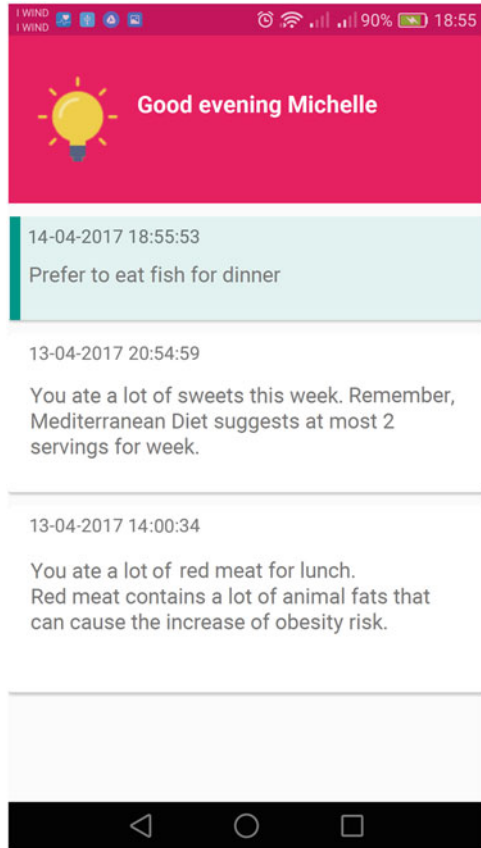 I WIND
I WIND
90%
18:55
Good evening Michelle
14-04-2017 18:55:53
Prefer to eat fish for dinner
13-04-2017 20:54:59
You ate a lot of sweets this week. Remember,
Mediterranean Diet suggests at most 2
servings for week.
13-04-2017 14:00:34
You ate a lot of red meat for lunch.
Red meat contains a lot of animal fats that
can cause the increase of obesity risk.